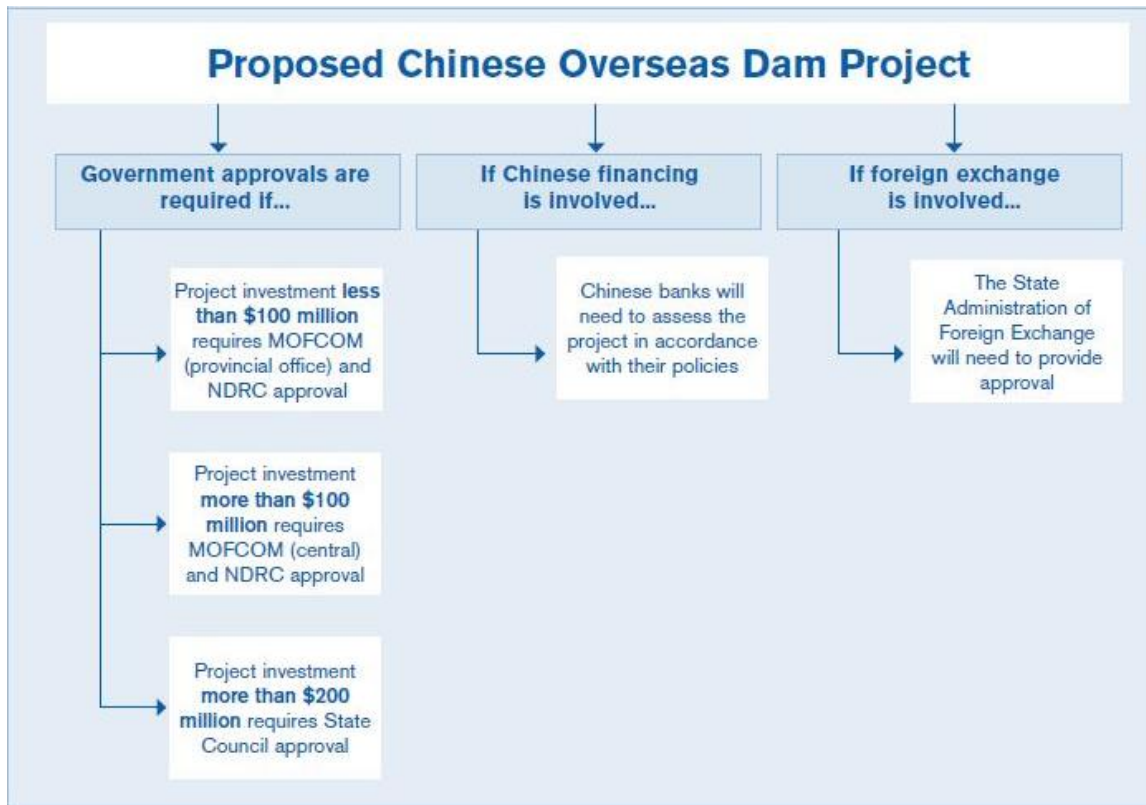 Proposed Chinese Overseas Dam Project
Government approvals are
required if...
Project investment less
than $100 million
requires MOFCOM
(provincial office) and
NDRC approval
Project investment
more than $100
million requires
MOFCOM (central)
and NDRC approval
Project investment
more than $200
million requires State
Council approval
If Chinese financing
is involved...
Chinese banks will
need to assess the
project in accordance
with their policies
If foreign exchange
is involved...
The State
Administration of
Foreign Exchange
will need to provide
approval